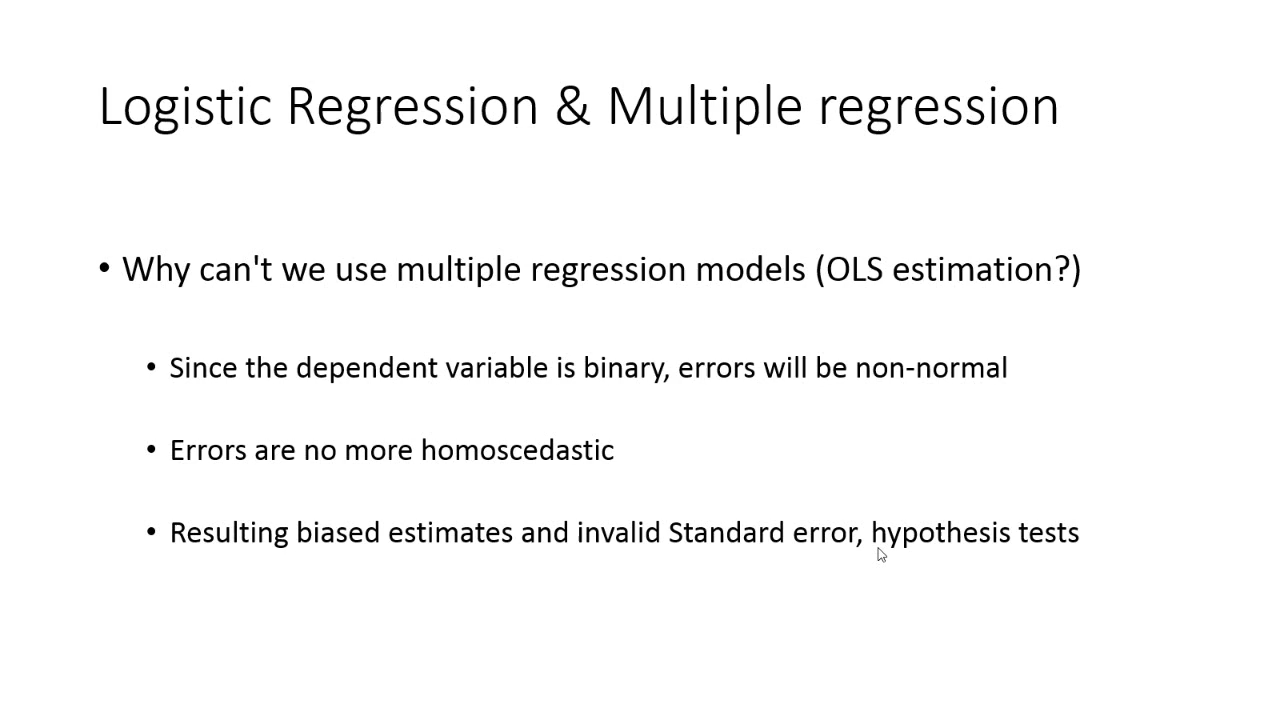 Logistic Regression & Multiple regression
• Why can't we use multiple regression models (OLS estimation?)
• Since the dependent variable is binary, errors will be non-normal
• Errors are no more homoscedastic
• Resulting biased estimates and invalid Standard error, hypothesis tests